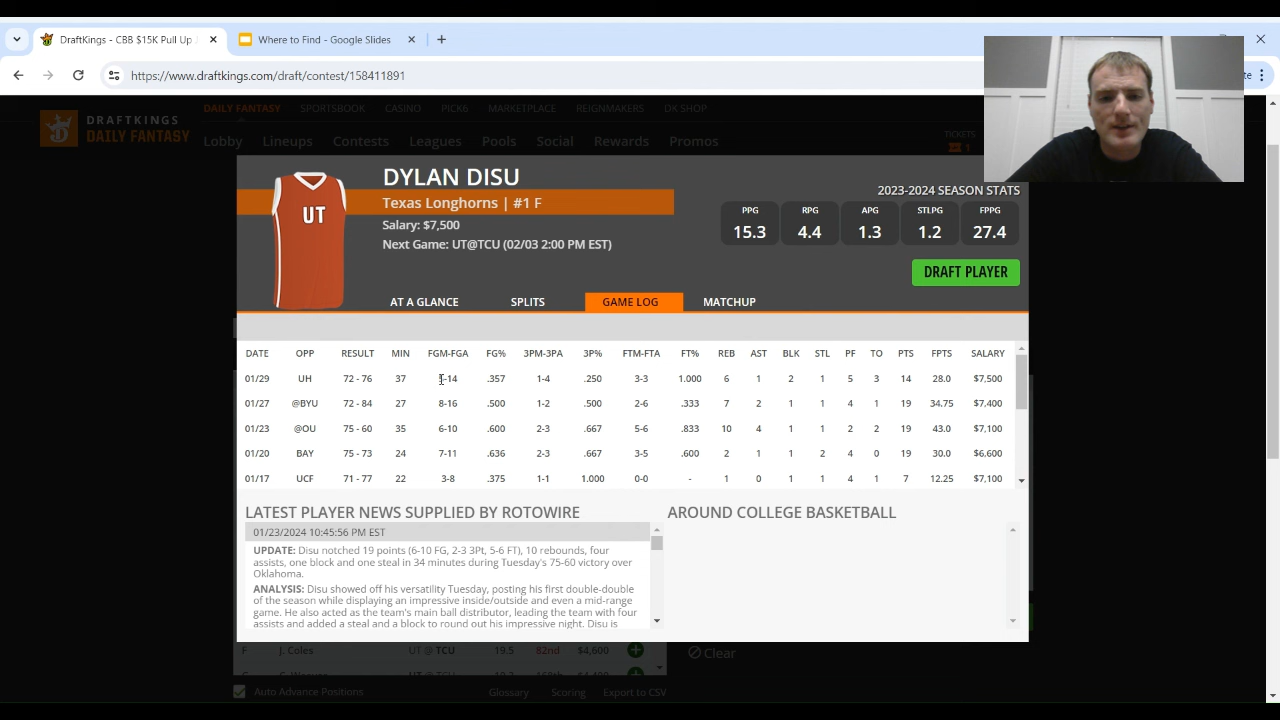 DraftKings - CBB $15K Pull Up
Where to Find - Google Slides
https://www.draftkings.com/draft/contest/158411891
DRAFTKINGS
DAILY FANTASY
DAILY FANTASY SPORTSBOOK CASINO PICK6 MARKETPLACE REIGNMAKERS DK SHOP
Lobby Lineups Contests Leagues Pools Social Rewards Promos
TICKETS
1
UT
DYLAN DISU
Texas Longhorns | #1 F
Salary: $7,500
Next Game: UT@TCU (02/03 2:00 PM EST)
2023-2024 SEASON STATS
PPG RPG APG STLPG FPPG
15.3 4.4 1.3 1.2 27.4
DRAFT PLAYER
AT A GLANCE SPLITS GAME LOG MATCHUP
DATE OPP RESULT MIN FGM-FGA FG% 3PM-3PA 3P% FTM-FTA FT% REB AST BLK STL PF TO PTS FPTS SALARY
01/29 UH 72 - 76 37 -14 .357 1-4 .250 3-3 1.000 6 1 2 1 5 3 14 28.0 $7,500
01/27 @BYU 72 - 84 27 8-16 .500 1-2 .500 2-6 .333 7 2 1 1 4 1 19 34.75 $7,400
01/23 @OU 75 - 60 35 6-10 .600 2-3 .667 5-6 .833 10 4 1 1 2 2 19 43.0 $7,100
01/20 BAY 75 - 73 24 7-11 .636 2-3 .667 3-5 .600 2 1 1 2 4 0 19 30.0 $6,600
01/17 UCF 71 - 77 22 3-8 .375 1-1 1.000 0-0 - 1 0 1 1 4 1 7 12.25 $7,100
LATEST PLAYER NEWS SUPPLIED BY ROTOWIRE
01/23/2024 10:45:56 PM EST
UPDATE: Disu notched 19 points (6-10 FG, 2-3 3Pt, 5-6 FT), 10 rebounds, four
assists, one block and one steal in 34 minutes during Tuesday's 75-60 victory over
Oklahoma.
ANALYSIS: Disu showed off his versatility Tuesday, posting his first double-double
of the season while displaying an impressive inside/outside and even a mid-range
game. He also acted as the team's main ball distributor, leading the team with four
assists and added a steal and a block to round out his impressive night. Disu is
AROUND COLLEGE BASKETBALL
F J. Coles UT @ TCU 19.5 82nd $4,600
Clear
Auto Advance Positions Glossary Scoring Export to CSV